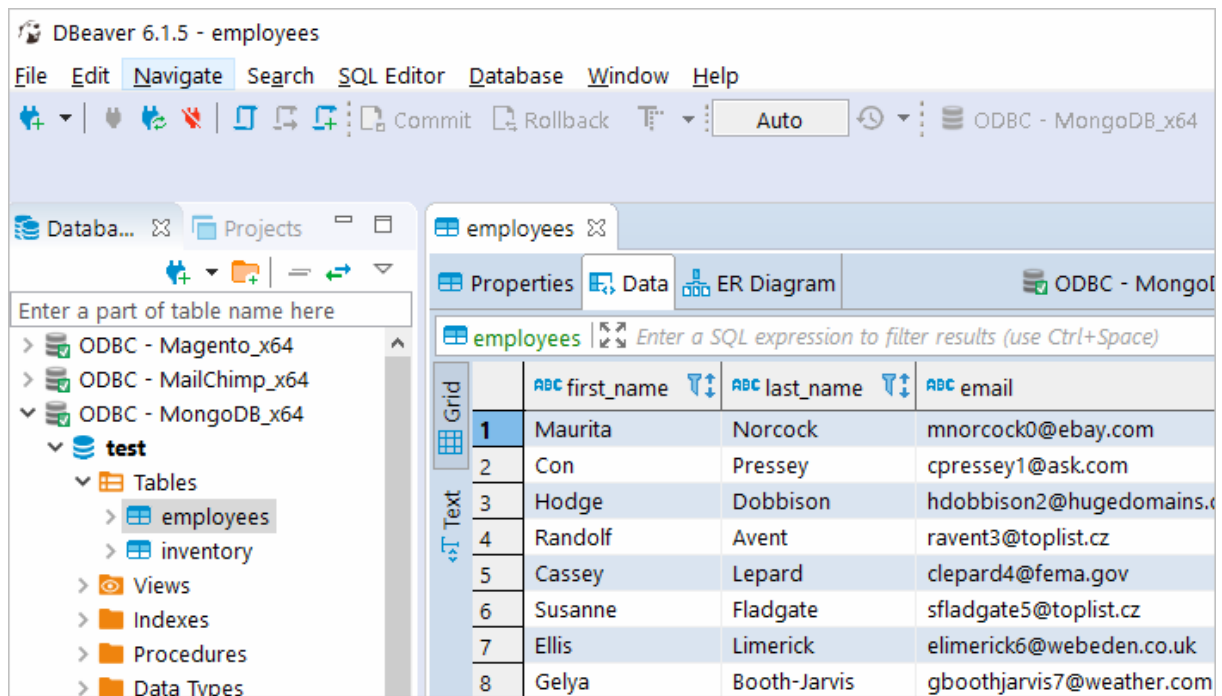 DBeaver 6.1.5 - employees
File Edit Navigate Search SQL Editor Database Window Help
Commit Rollback Auto ODBC - MongoDB_x64
Databa... Projects
Enter a part of table name here
ODBC - Magento_x64
ODBC - MailChimp_x64
ODBC - MongoDB_x64
test
Tables
employees
inventory
Views
Indexes
Procedures
Data Types
employees
Properties Data ER Diagram ODBC - Mongo
employees Enter a SQL expression to filter results (use Ctrl+Space)
Grid
Text
ABC first_name ABC last_name ABC email
1 Maurita Norcock mnorcock0@ebay.com
2 Con Pressey cpressey1@ask.com
3 Hodge Dobbison hdobbison2@hugedomains.
4 Randolf Avent ravent3@toplist.cz
5 Cassey Lepard clepard4@fema.gov
6 Susanne Fladgate sfladgate5@toplist.cz
7 Ellis Limerick elimerick6@webeden.co.uk
8 Gelya Booth-Jarvis gboothjarvis7@weather.com